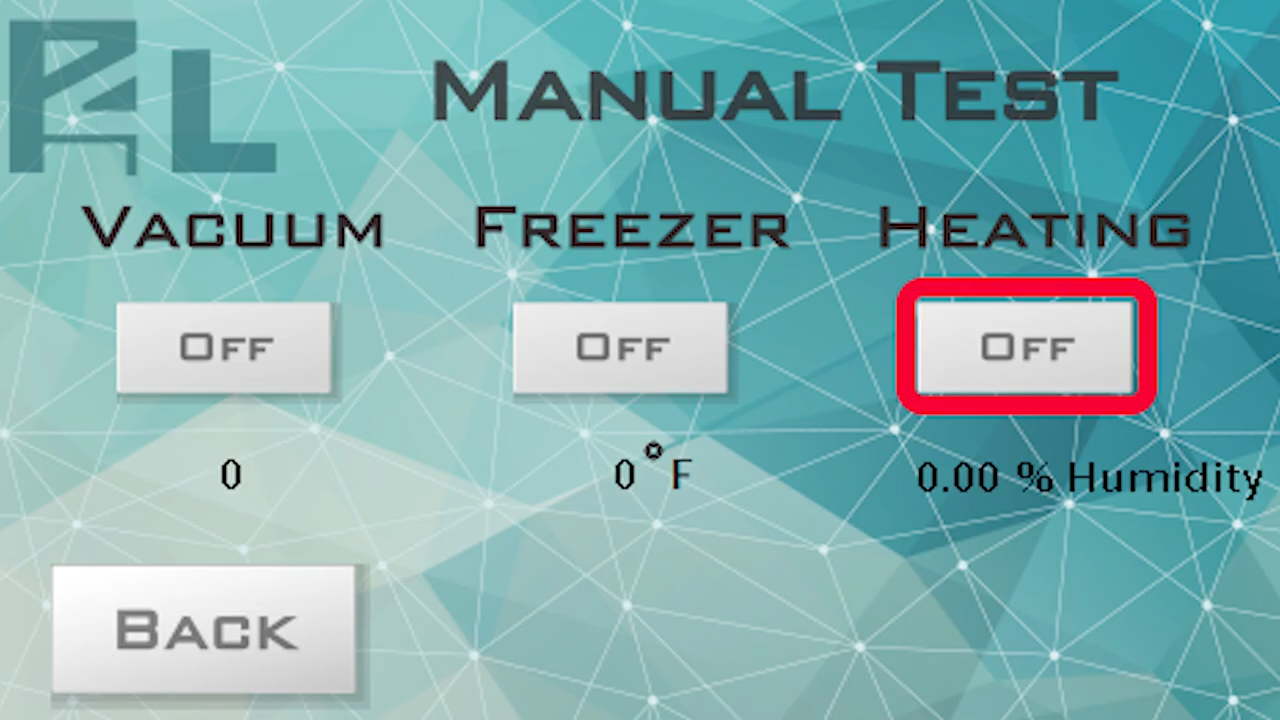 MANUAL TEST
VACUUM FREEZER HEATING
OFF OFF OFF
0 0°F 0.00 % Humidity
BACK